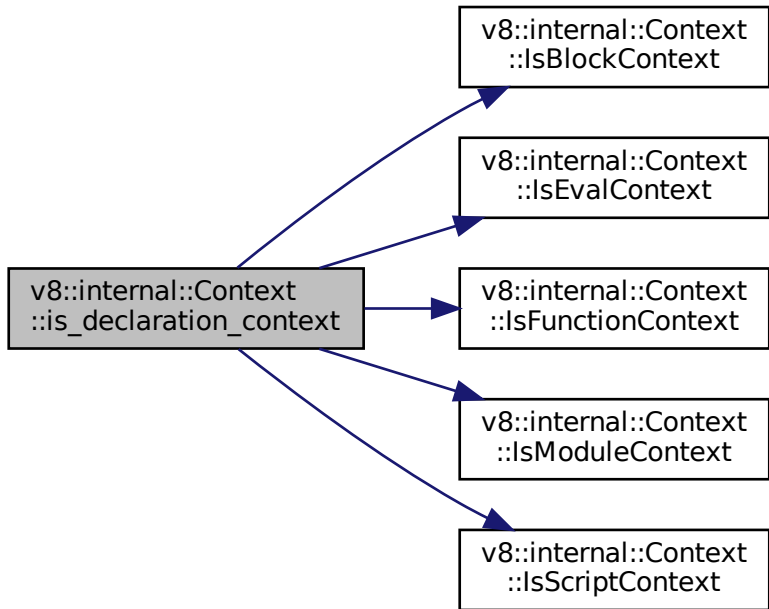 v8::internal::Context
::IsBlockContext
v8::internal::Context
::IsEvalContext
v8::internal::Context
::is_declaration_context
v8::internal::Context
::IsFunctionContext
v8::internal::Context
::IsModuleContext
v8::internal::Context
::IsScriptContext